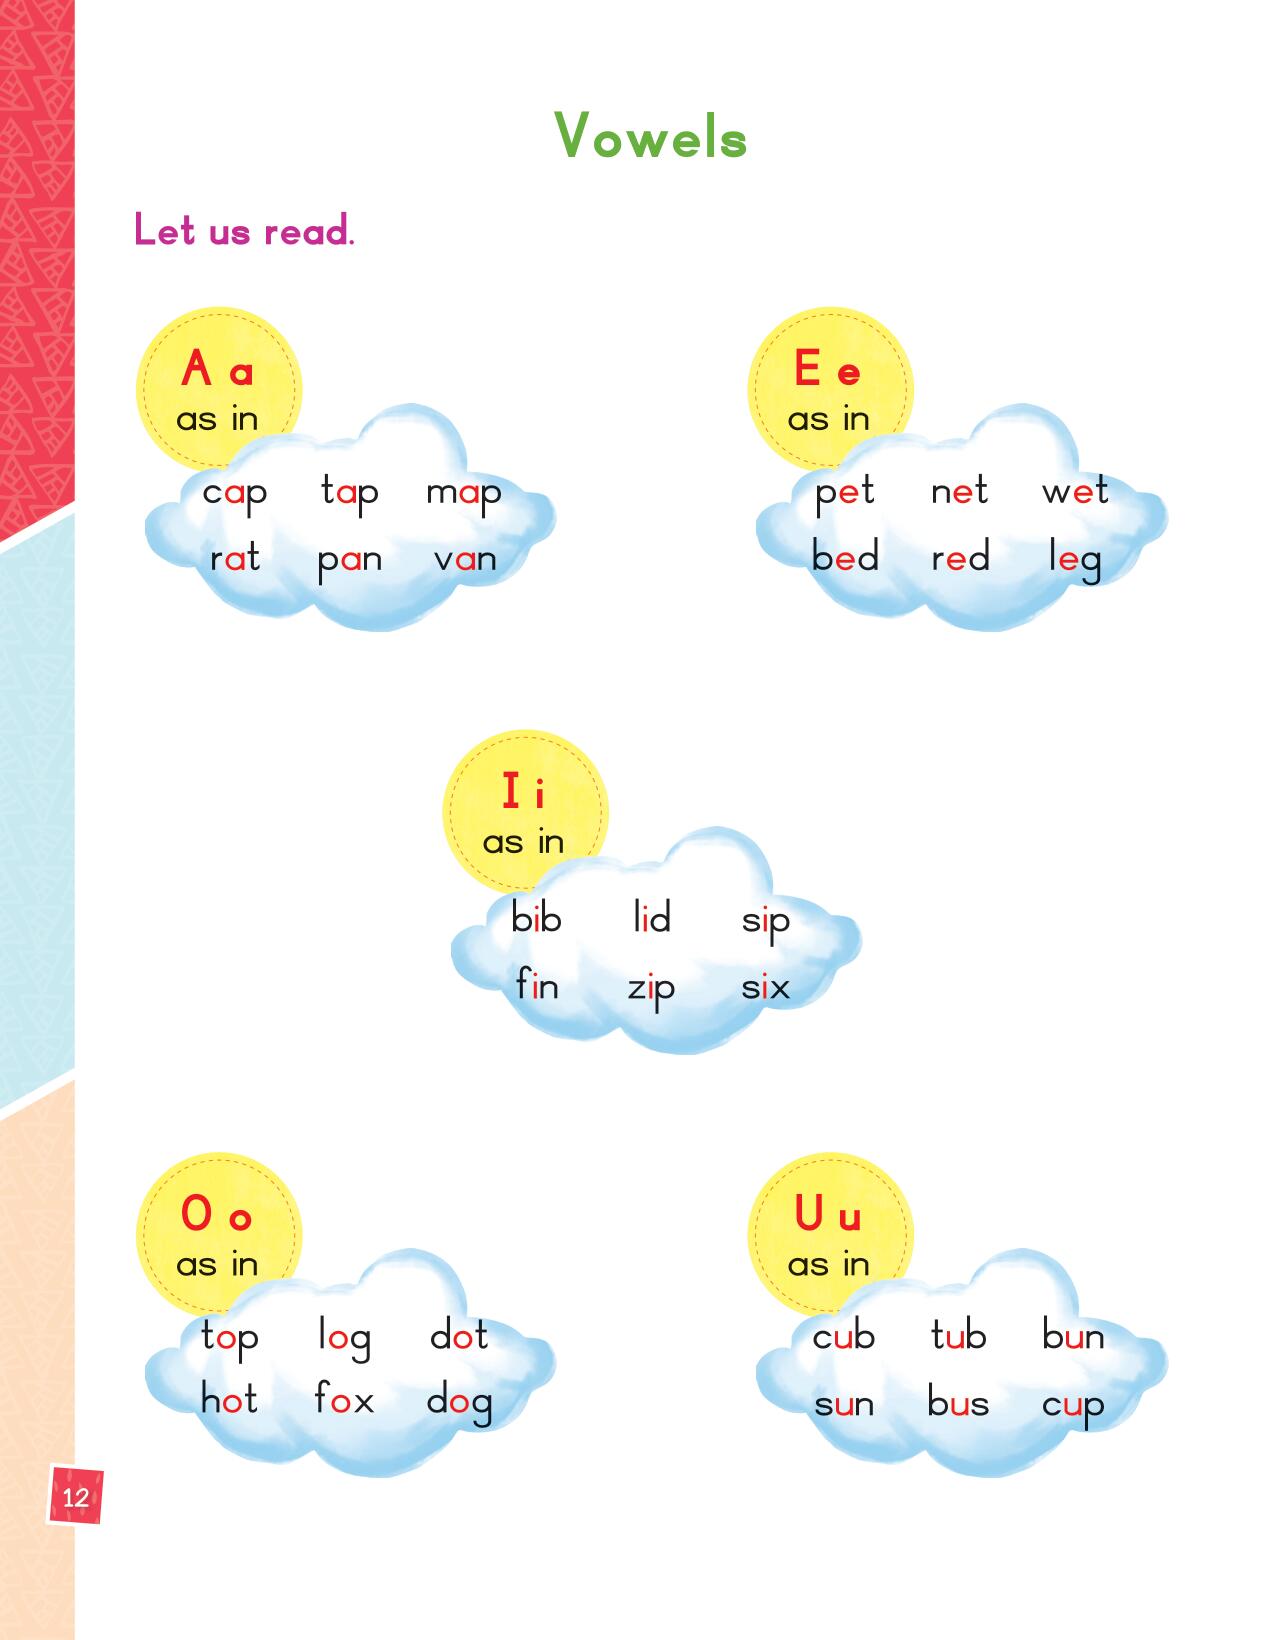 Vowels
Let us read.
A a
as in
cap tap map
rat pan van
E e
as in
pet net wet
bed red leg
I i
as in
bib lid sip
fin zip six
O o
as in
top log dot
hot fox dog
U u
as in
cub tub bun
sun bus cup
12